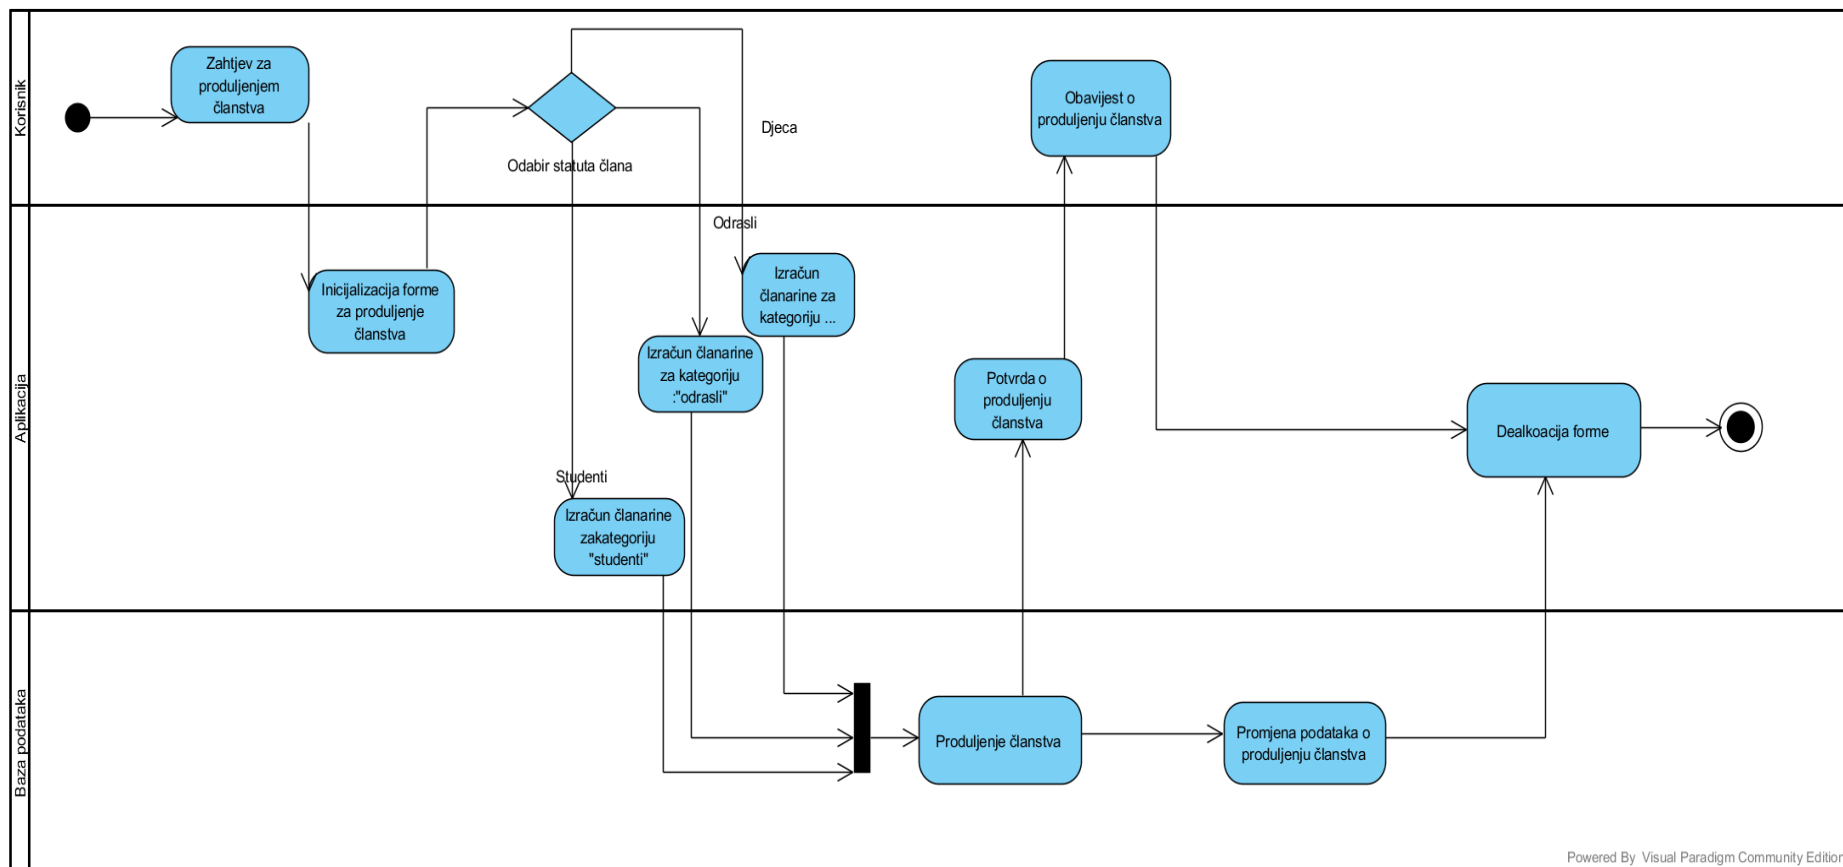 Korisnik
Zahtjev za
produljenjem
članstva
Odabir statuta člana
Djeca
Obavijest o
produljenju članstva
Aplikacija
Inicijalizacija forme
za produljenje
članstva
Odrasli
Izračun
članarine za
kategoriju ...
Izračun članarine
za kategoriju
:"odrasli"
Studenti
Izračun članarine
zakategoriju
"studenti"
Potvrda o
produljenju
članstva
Dealkoacija forme
Baza podataka
Produljenje članstva
Promjena podataka o
produljenju članstva
Powered By Visual Paradigm Community Edition